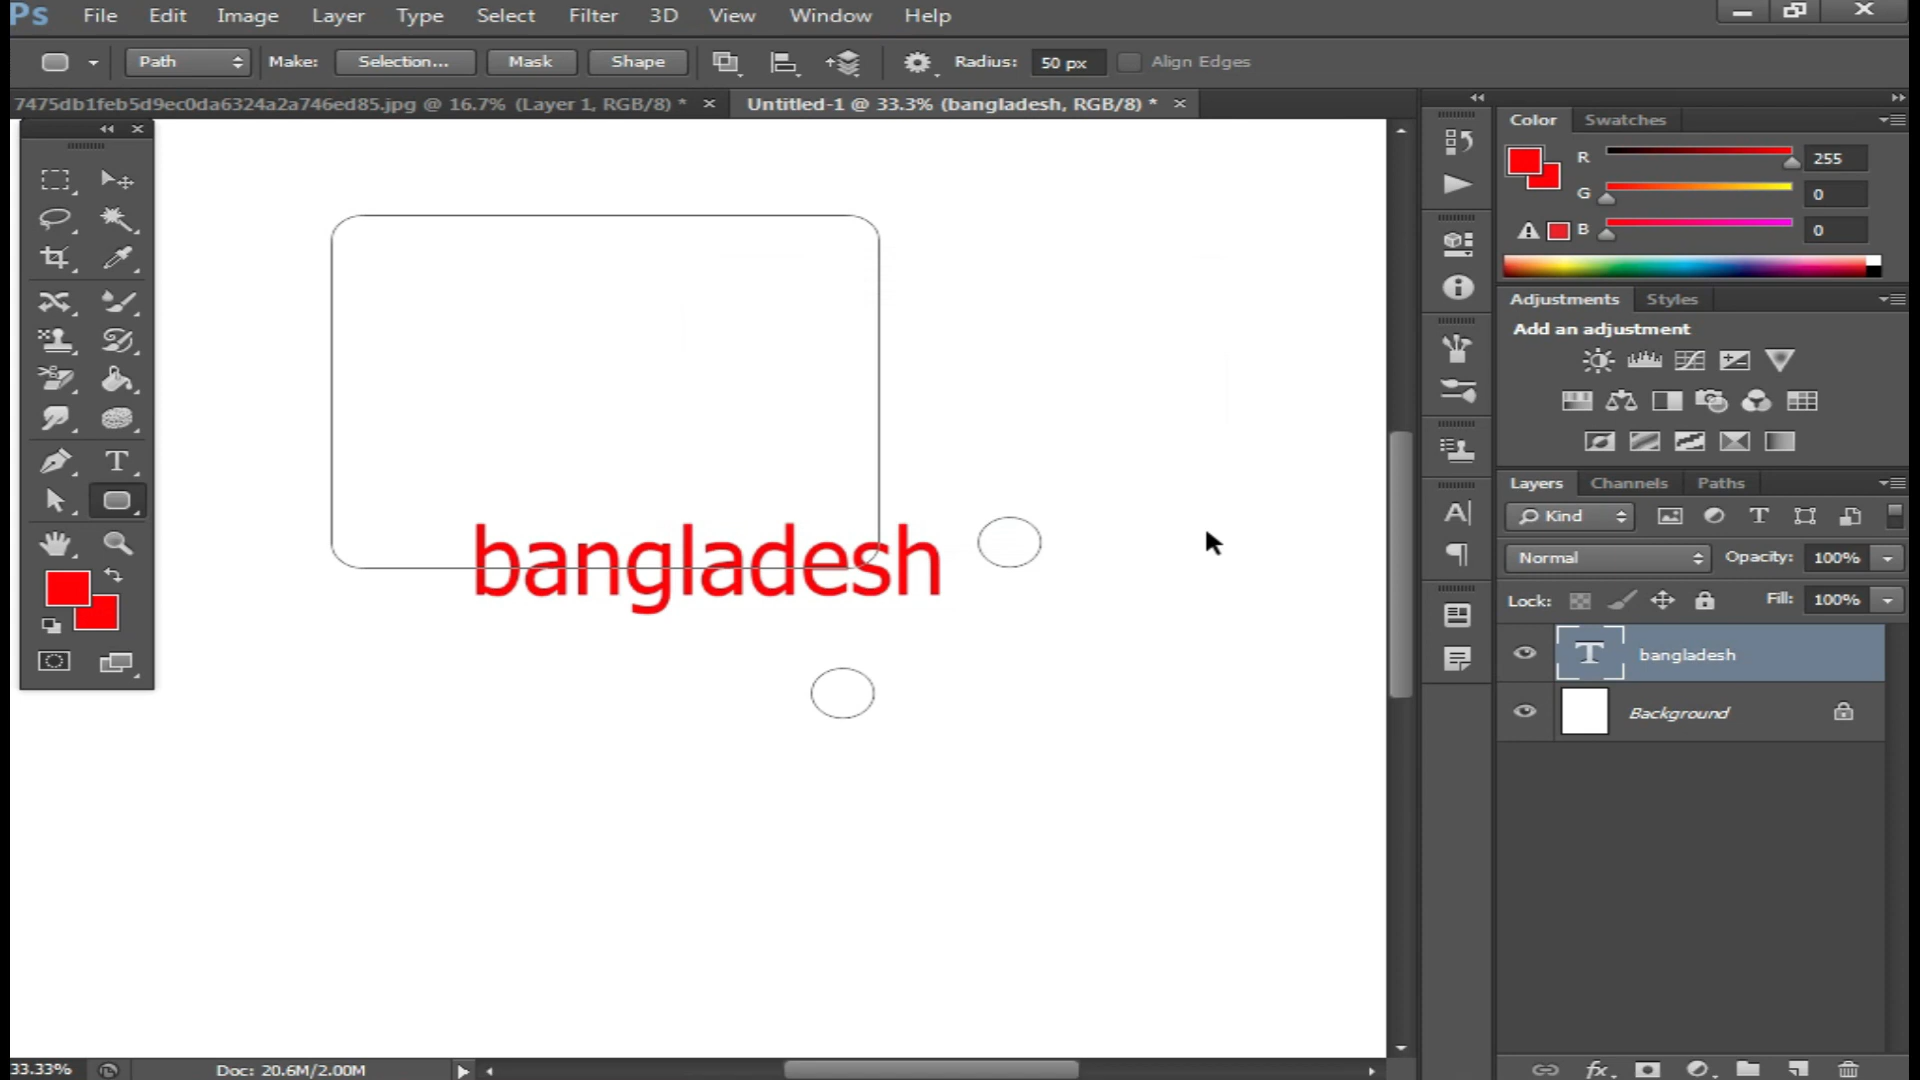 Ps File Edit Image Layer Type Select Filter 3D View Window Help
Path Make: Selection... Mask Shape Radius: 50 px Align Edges
7475db1feb5d9ec0da6324a2a746ed85.jpg @ 16.7% (Layer 1, RGB/8) * × Untitled-1 @ 33.3% (bangladesh, RGB/8) * ×
Color Swatches
R 255
G 0
B 0
Adjustments Styles
Add an adjustment
Layers Channels Paths
Kind
Normal Opacity: 100%
Lock: Fill: 100%
bangladesh
Background
bangladesh
33.33% Doc: 20.6M/2.00M